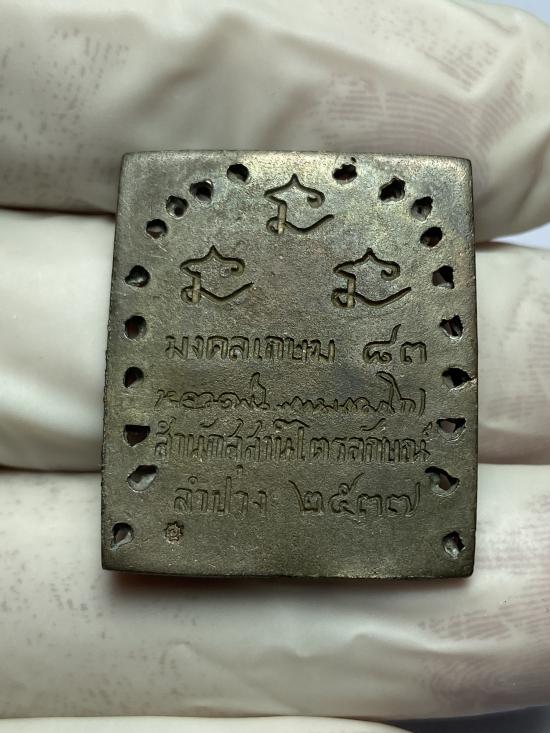 มงคลเกษม ๘๓
สำนักสุสานไตรลักษณ์
ลำปาง ๒๕๓๗